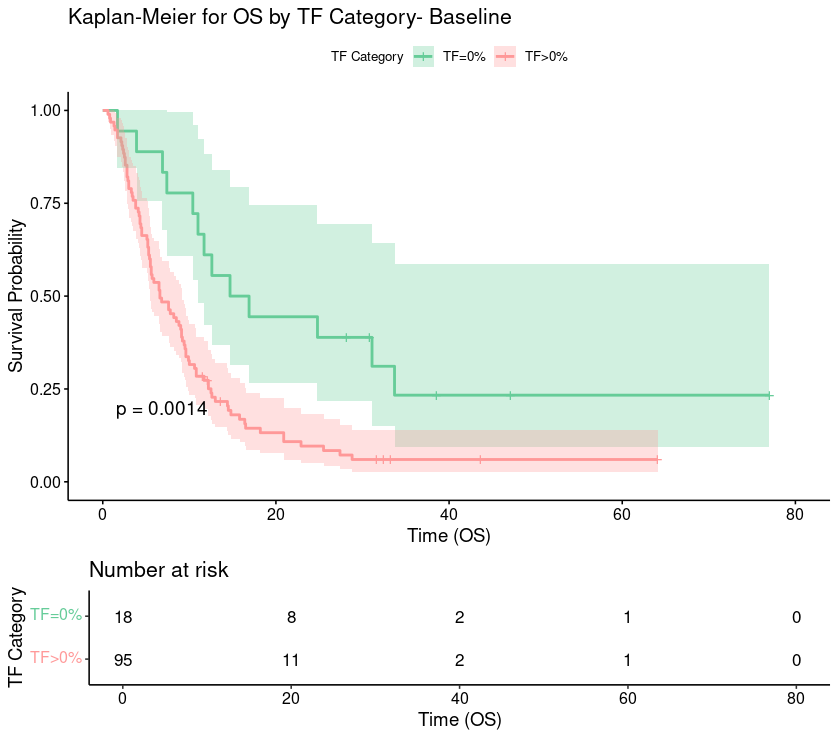 Kaplan-Meier for OS by TF Category- Baseline
TF Category TF=0% TF>0%
1.00
0.75
0.50
0.25
0.00
Survival Probability
p = 0.0014
0 20 40 60 80
Time (OS)
Number at risk
TF Category
TF=0% 18 8 2 1 0
TF>0% 95 11 2 1 0
0 20 40 60 80
Time (OS)